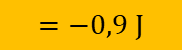 = −0,9 J